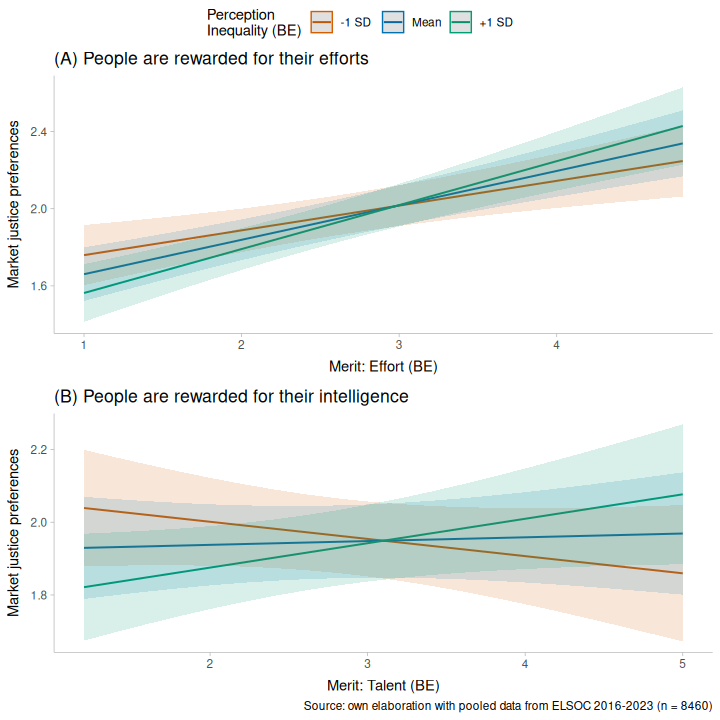 Perception
Inequality (BE)
-1 SD
Mean
+1 SD
(A) People are rewarded for their efforts
Market justice preferences
2.4
2.0
1.6
1
2
3
4
Merit: Effort (BE)
(B) People are rewarded for their intelligence
Market justice preferences
2.2
2.0
1.8
2
3
4
5
Merit: Talent (BE)
Source: own elaboration with pooled data from ELSOC 2016-2023 (n = 8460)